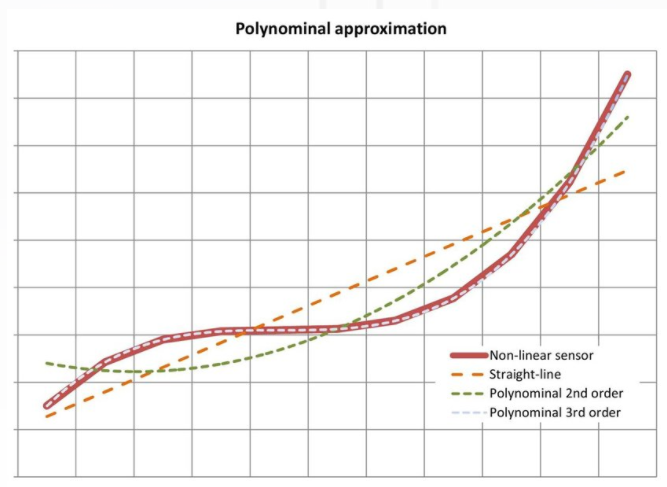 Polynominal approximation
Non-linear sensor
Straight-line
Polynominal 2nd order
Polynominal 3rd order